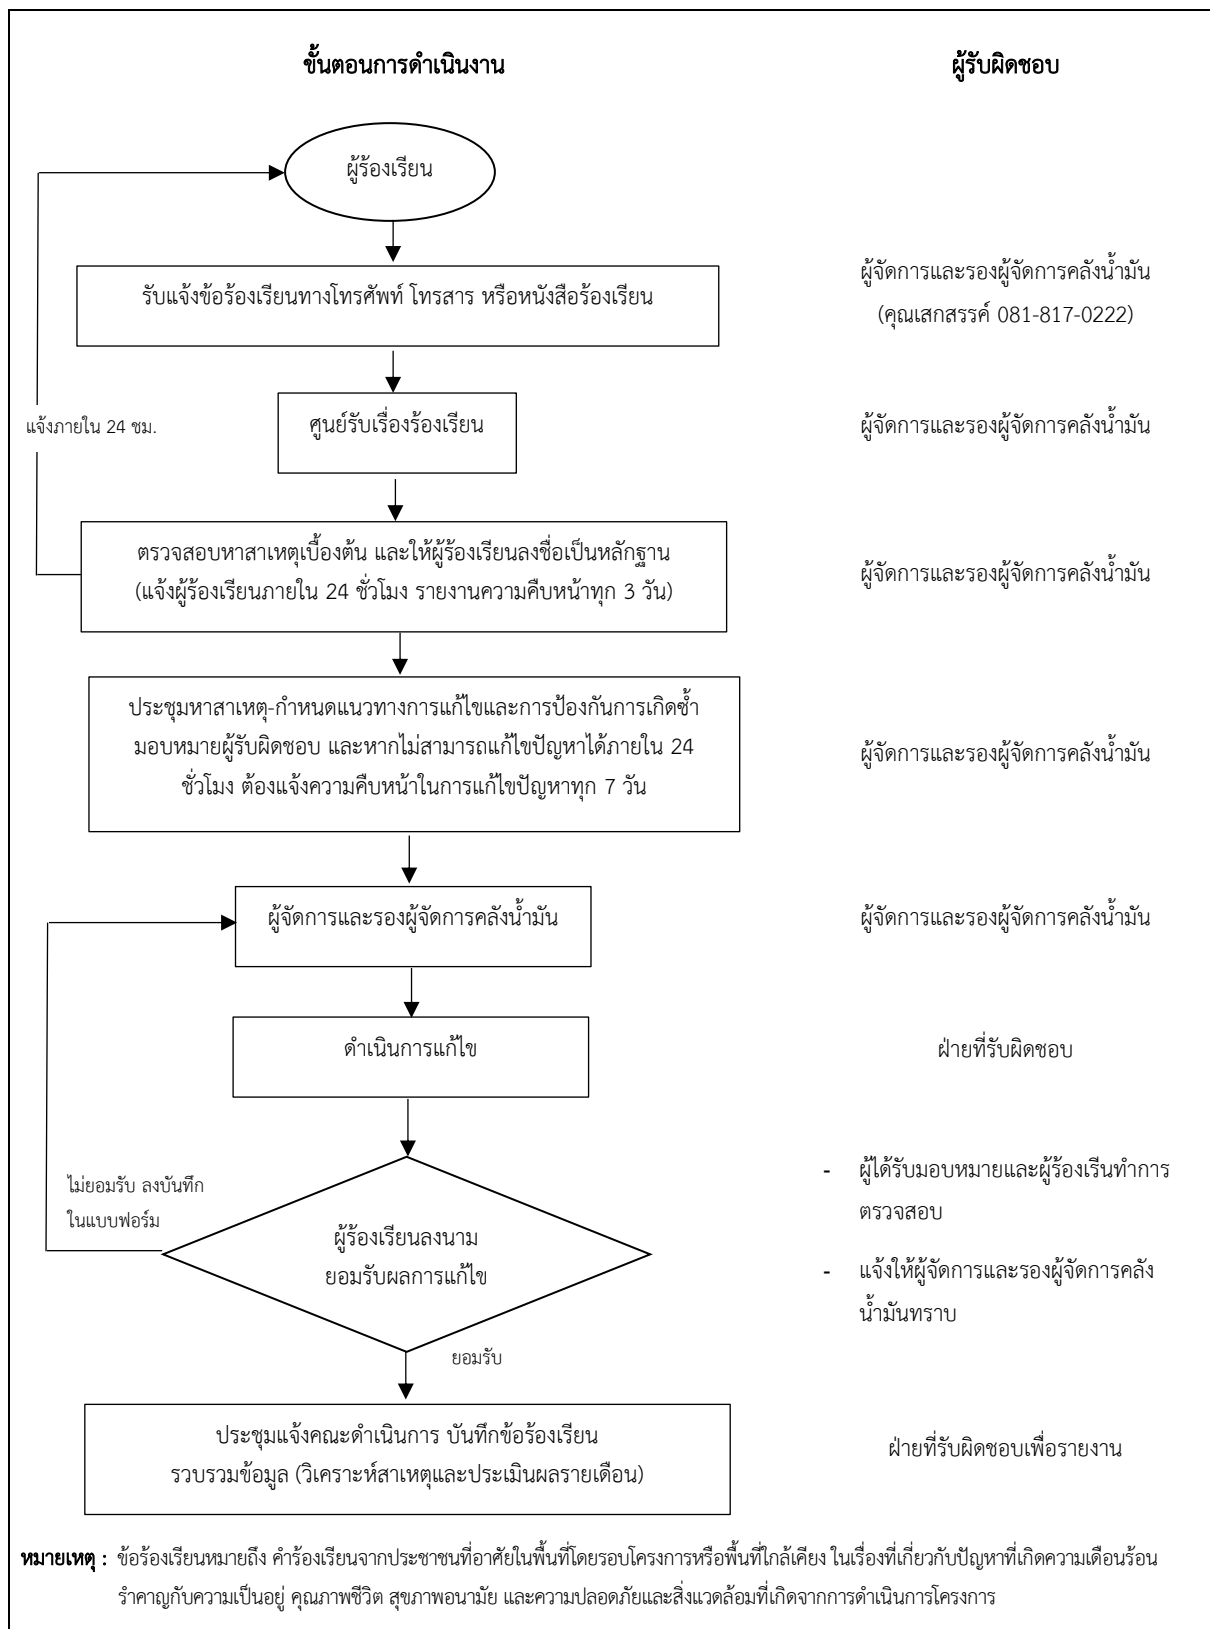 ขั้นตอนการดำเนินงาน
ผู้รับผิดชอบ
ผู้ร้องเรียน
รับแจ้งข้อร้องเรียนทางโทรศัพท์ โทรสาร หรือหนังสือร้องเรียน
ผู้จัดการและรองผู้จัดการคลังน้ำมัน
(คุณเสกสรรค์ 081-817-0222)
แจ้งภายใน 24 ชม.
ศูนย์รับเรื่องร้องเรียน
ผู้จัดการและรองผู้จัดการคลังน้ำมัน
ตรวจสอบหาสาเหตุเบื้องต้น และให้ผู้ร้องเรียนลงชื่อเป็นหลักฐาน
(แจ้งผู้ร้องเรียนภายใน 24 ชั่วโมง รายงานความคืบหน้าทุก 3 วัน)
ผู้จัดการและรองผู้จัดการคลังน้ำมัน
ประชุมหาสาเหตุ-กำหนดแนวทางการแก้ไขและการป้องกันการเกิดซ้ำ
มอบหมายผู้รับผิดชอบ และหากไม่สามารถแก้ไขปัญหาได้ภายใน 24
ชั่วโมง ต้องแจ้งความคืบหน้าในการแก้ไขปัญหาทุก 7 วัน
ผู้จัดการและรองผู้จัดการคลังน้ำมัน
ผู้จัดการและรองผู้จัดการคลังน้ำมัน
ผู้จัดการและรองผู้จัดการคลังน้ำมัน
ดำเนินการแก้ไข
ฝ่ายที่รับผิดชอบ
ไม่ยอมรับ ลงบันทึก
ในแบบฟอร์ม
ผู้ร้องเรียนลงนาม
ยอมรับผลการแก้ไข
- ผู้ได้รับมอบหมายและผู้ร้องเรีนทำการ
ตรวจสอบ
- แจ้งให้ผู้จัดการและรองผู้จัดการคลัง
น้ำมันทราบ
ยอมรับ
ประชุมแจ้งคณะดำเนินการ บันทึกข้อร้องเรียน
รวบรวมข้อมูล (วิเคราะห์สาเหตุและประเมินผลรายเดือน)
ฝ่ายที่รับผิดชอบเพื่อรายงาน
หมายเหตุ : ข้อร้องเรียนหมายถึง คำร้องเรียนจากประชาชนที่อาศัยในพื้นที่โดยรอบโครงการหรือพื้นที่ใกล้เคียง ในเรื่องที่เกี่ยวกับปัญหาที่เกิดความเดือนร้อน
รำคาญกับความเป็นอยู่ คุณภาพชีวิต สุขภาพอนามัย และความปลอดภัยและสิ่งแวดล้อมที่เกิดจากการดำเนินการโครงการ